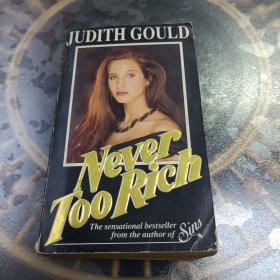 JUDITH GOULD
Never
Too Rich
The sensational bestseller
from the author of Sins